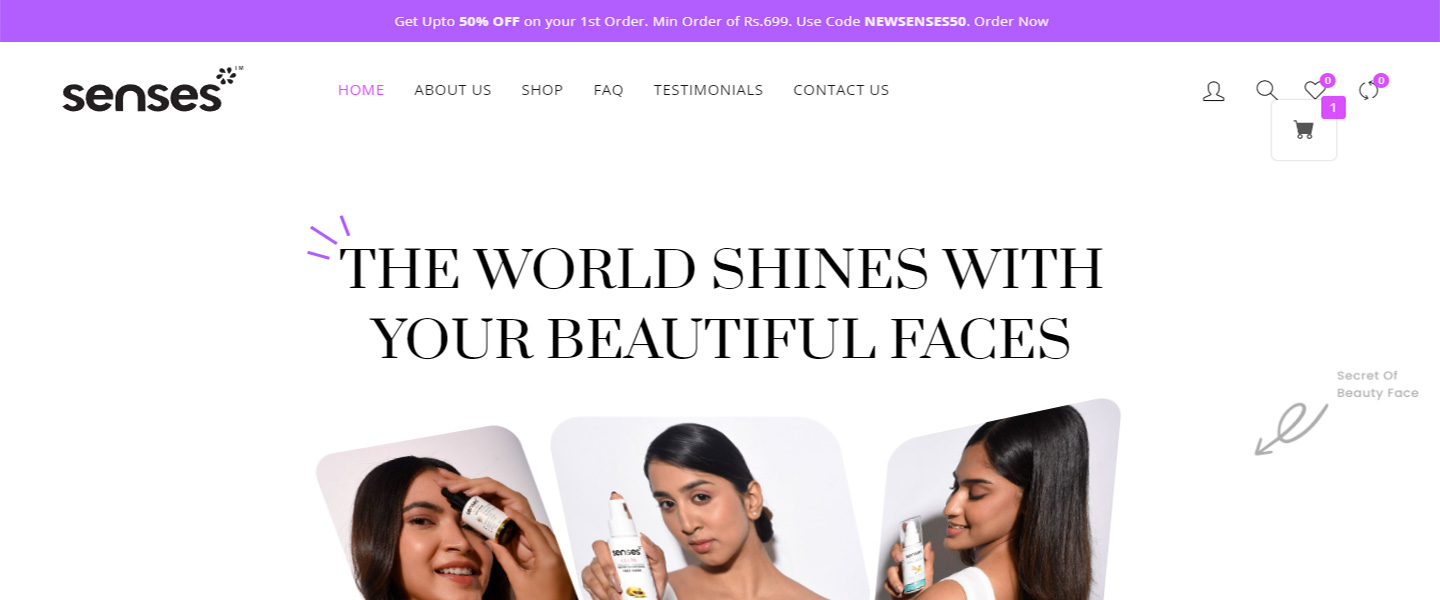 Get Upto 50% OFF on your 1st Order. Min Order of Rs.699. Use Code NEWSENSES50. Order Now
senses TM
HOME ABOUT US SHOP FAQ TESTIMONIALS CONTACT US
0 0
1
THE WORLD SHINES WITH
YOUR BEAUTIFUL FACES
Secret Of
Beauty Face
senses